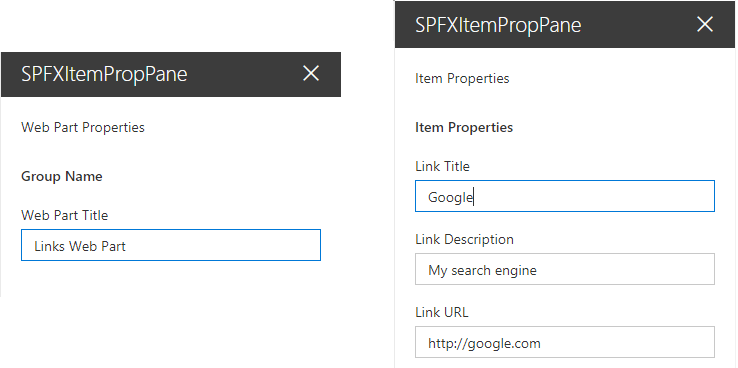 SPFXItemPropPane
Web Part Properties
Group Name
Web Part Title
Links Web Part
SPFXItemPropPane
Item Properties
Item Properties
Link Title
Google
Link Description
My search engine
Link URL
http://google.com